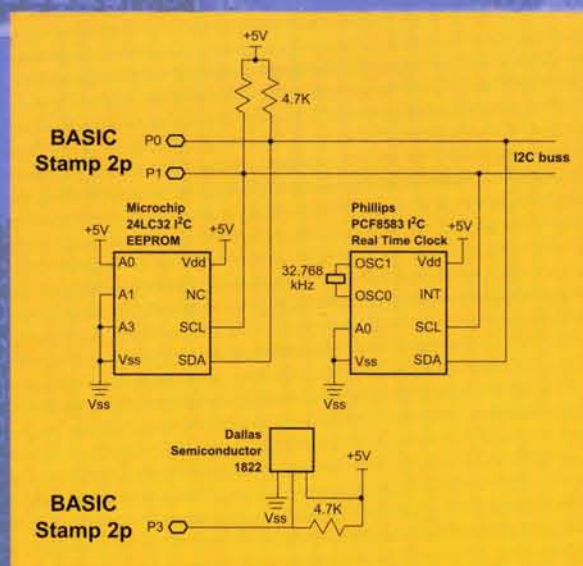 +5V
4.7K
BASIC
Stamp 2p
P0
P1
I2C buss
Microchip
24LC32 I²C
EEPROM
+5V
+5V
A0
Vdd
A1
NC
A3
SCL
Vss
SDA
Vss
Phillips
PCF8583 I²C
Real Time Clock
+5V
32.768
kHz
OSC1
Vdd
OSC0
INT
A0
SCL
Vss
SDA
Vss
Dallas
Semiconductor
1822
+5V
Vss
4.7K
BASIC
Stamp 2p
P3